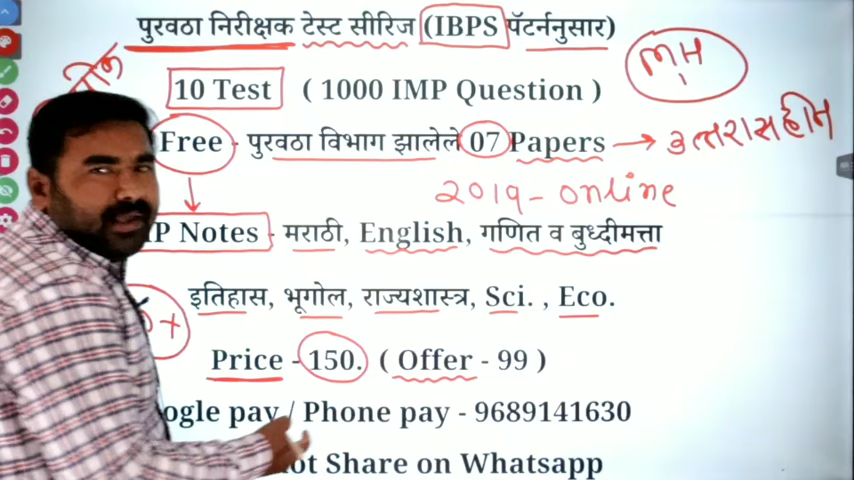 पुरवठा निरीक्षक टेस्ट सीरिज (IBPS पॅटर्ननुसार)
MH
10 Test ( 1000 IMP Question )
Free - पुरवठा विभाग झालेले 07 Papers → उत्तरासहीत
2019 - online
P Notes - मराठी, English, गणित व बुध्दीमत्ता
इतिहास, भूगोल, राज्यशास्त्र, Sci. , Eco.
Price - 150. ( Offer - 99 )
ogle pay / Phone pay - 9689141630
ot Share on Whatsapp